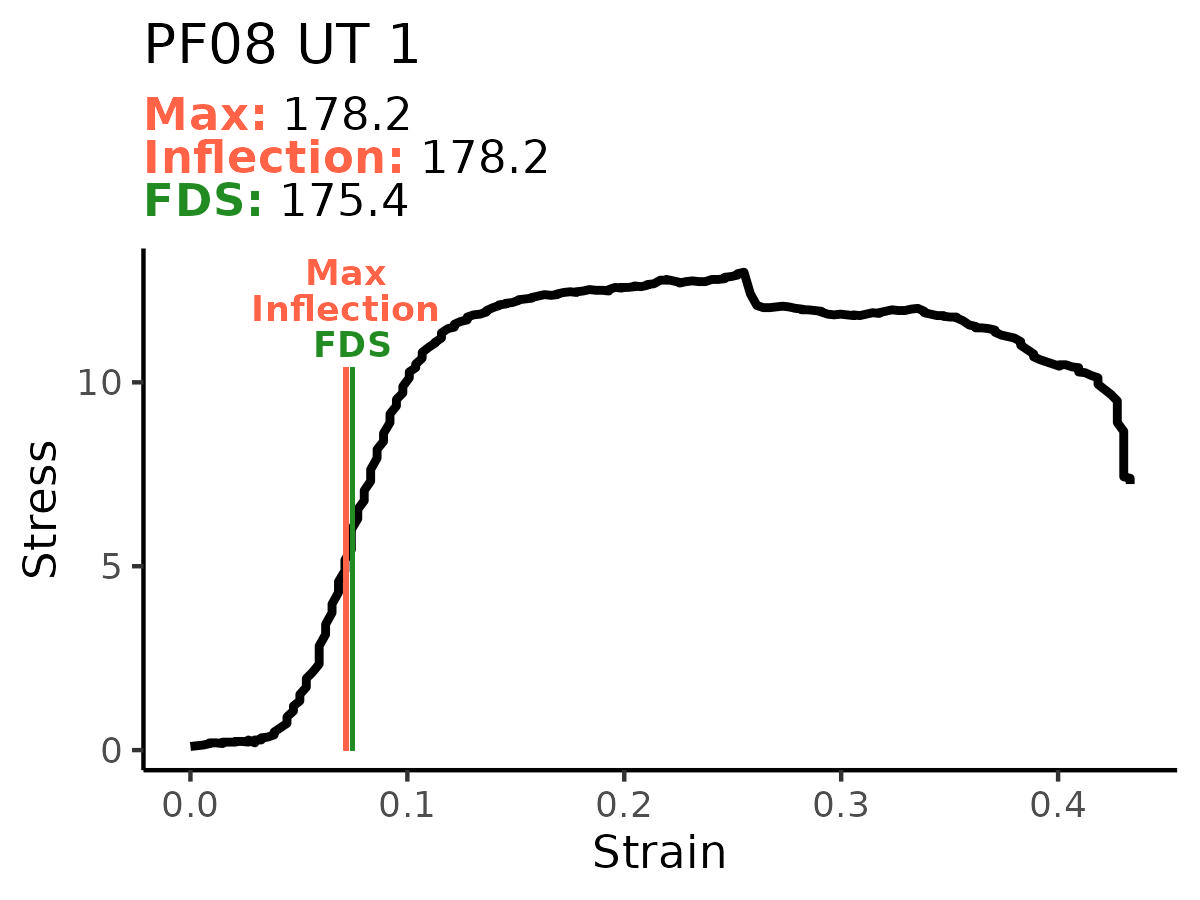 PF08 UT 1
Max: 178.2
Inflection: 178.2
FDS: 175.4
Max
Inflection
FDS
10
5
0
Stress
0.0 0.1 0.2 0.3 0.4
Strain